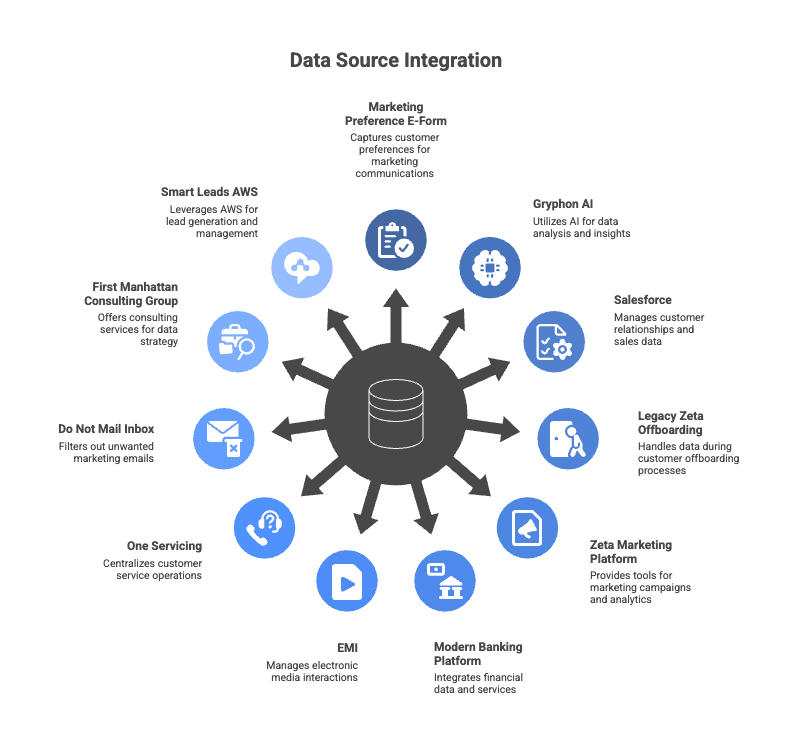 Data Source Integration
Marketing
Preference E-Form
Captures customer
preferences for
marketing
communications
Smart Leads AWS
Leverages AWS for
lead generation and
management
Gryphon AI
Utilizes AI for data
analysis and insights
First Manhattan
Consulting Group
Offers consulting
services for data
strategy
Salesforce
Manages customer
relationships and
sales data
Do Not Mail Inbox
Filters out unwanted
marketing emails
Legacy Zeta
Offboarding
Handles data during
customer offboarding
processes
One Servicing
Centralizes customer
service operations
Zeta Marketing
Platform
Provides tools for
marketing campaigns
and analytics
EMI
Manages electronic
media interactions
Modern Banking
Platform
Integrates financial
data and services